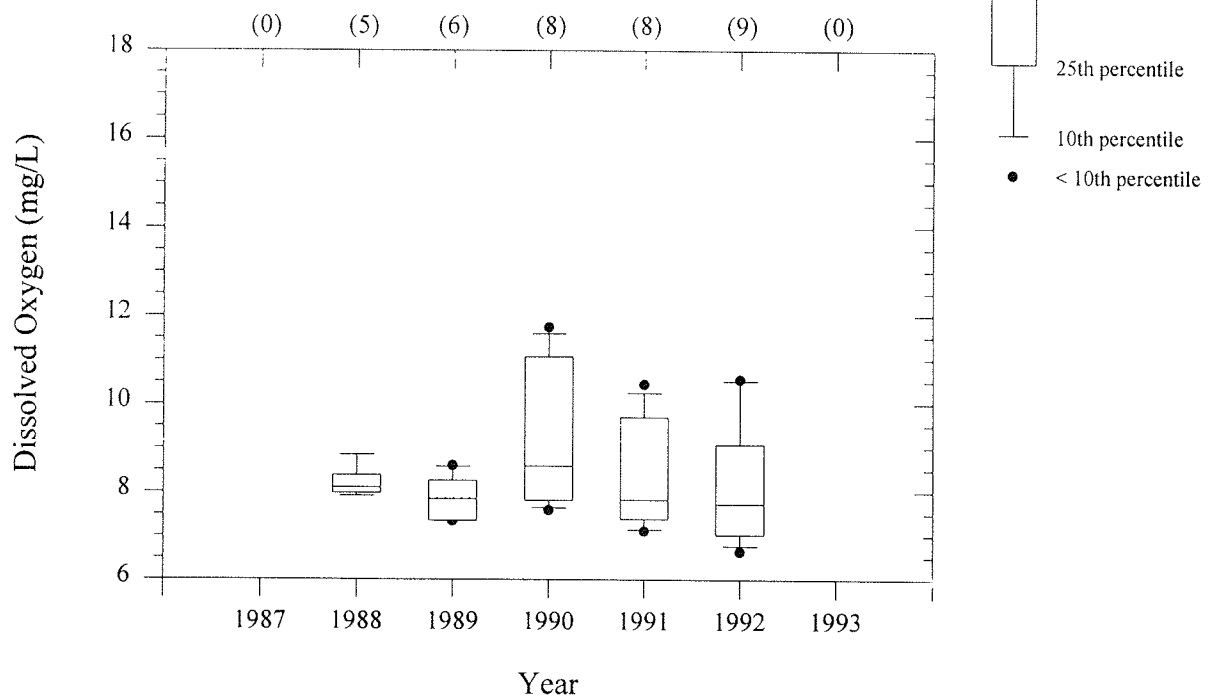 (0) (5) (6) (8) (8) (9) (0)
18
16
14
12
10
8
6
Dissolved Oxygen (mg/L)
1987 1988 1989 1990 1991 1992 1993
Year
25th percentile
10th percentile
< 10th percentile